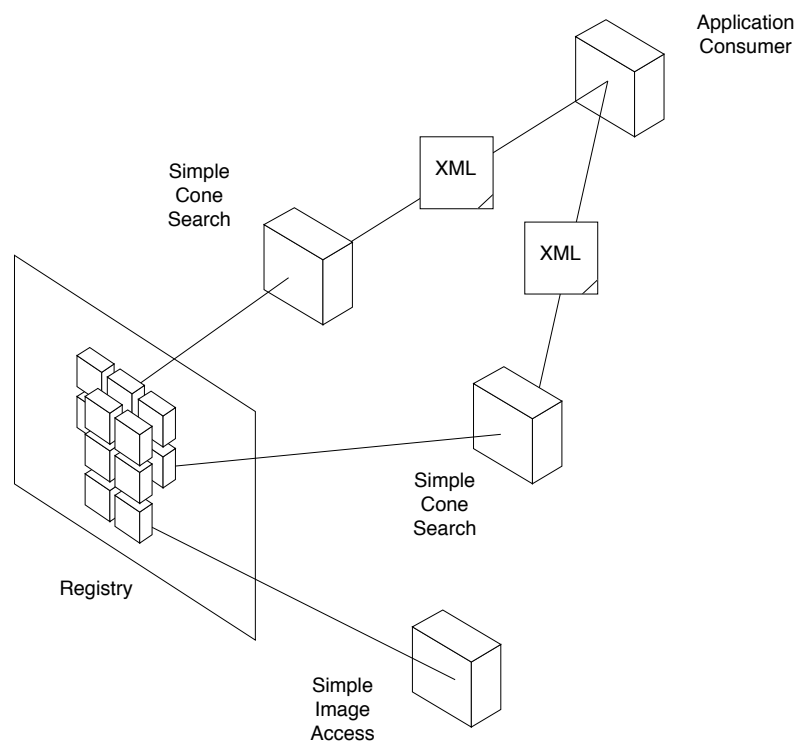 Application
Consumer
XML
Simple
Cone
Search
XML
Simple
Cone
Search
Registry
Simple
Image
Access